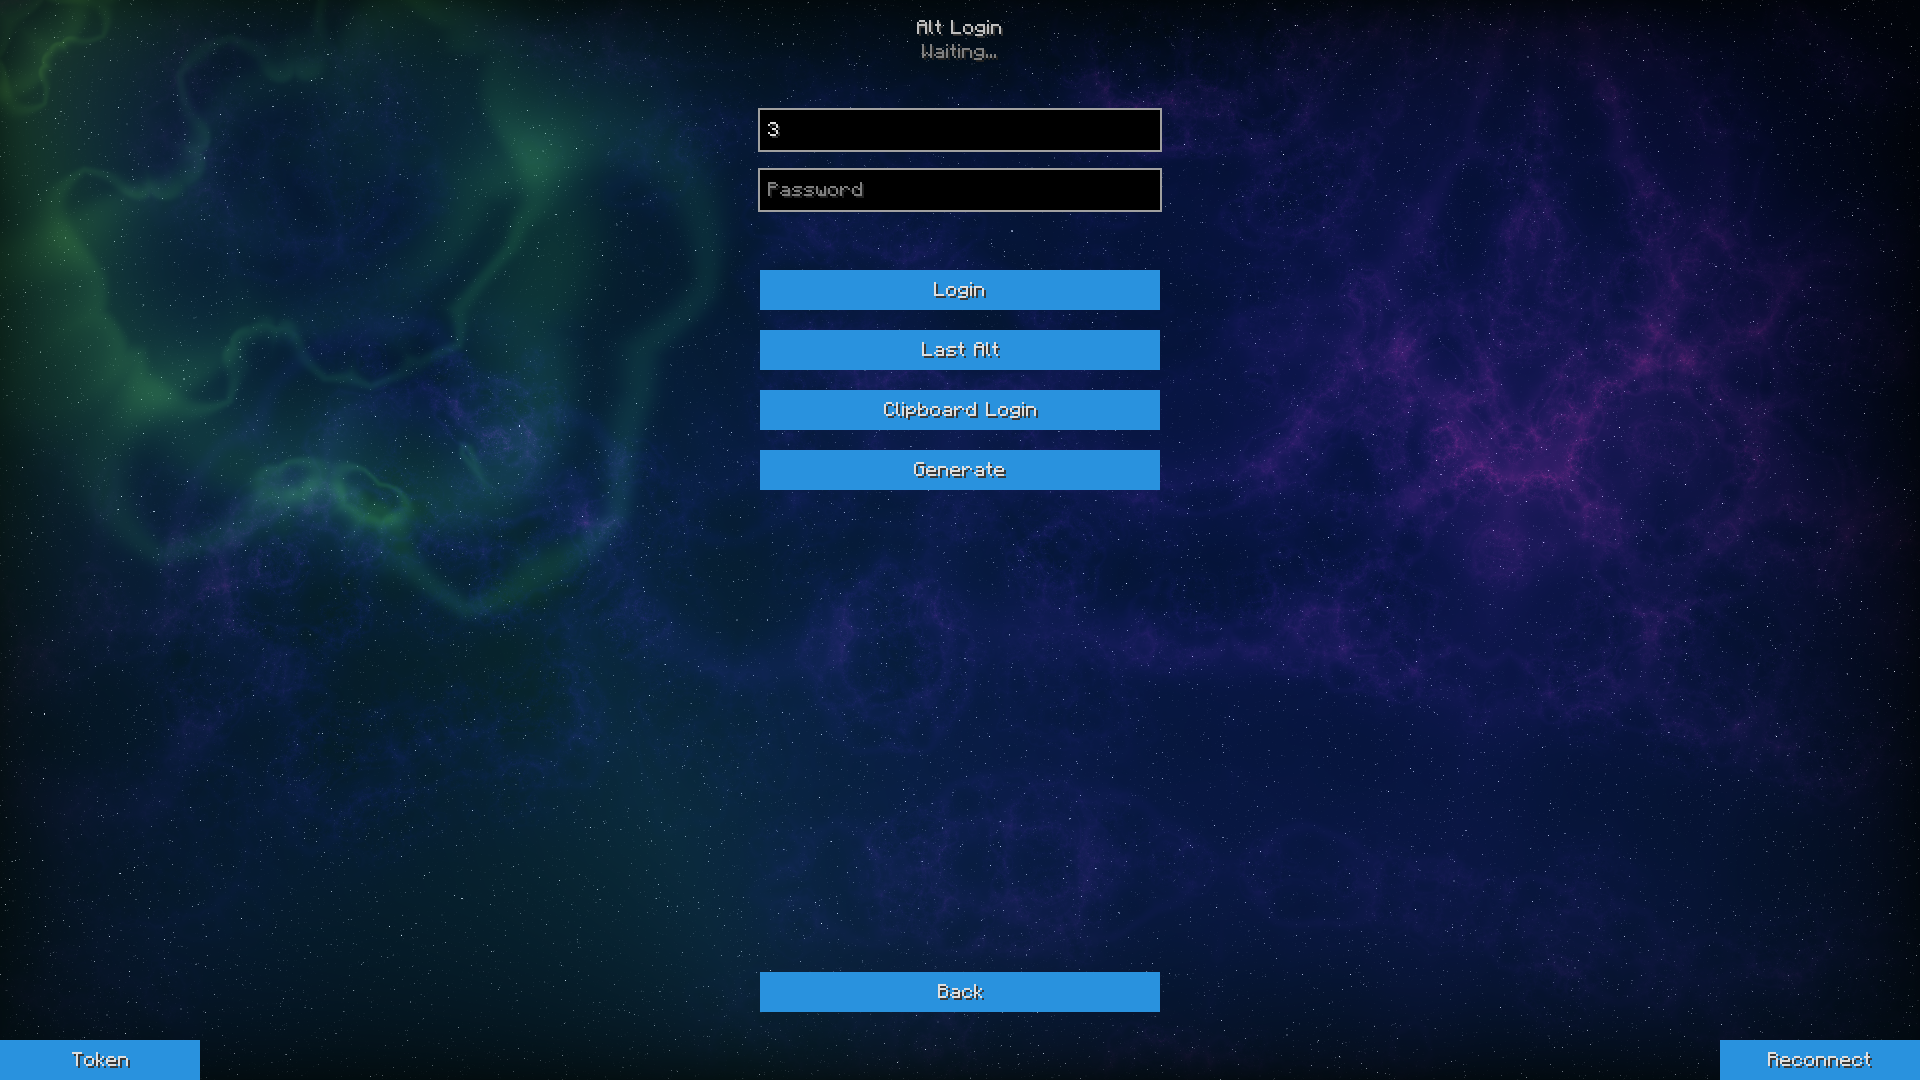 Alt Login
Waiting...
3
Password
Login
Last Alt
Clipboard Login
Generate
Back
Token
Reconnect